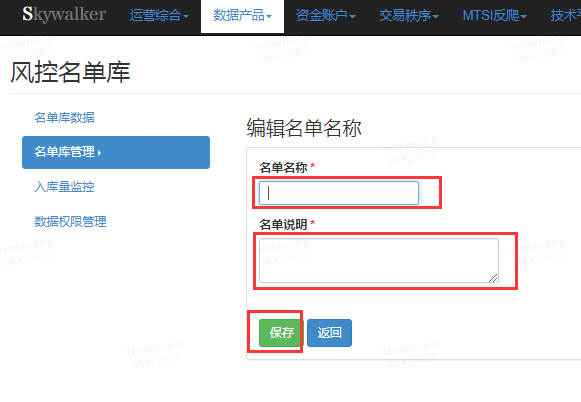 Skywalker 运营综合 数据产品 资金账户 交易秩序 MTSI反爬 技术
风控名单库
名单库数据
名单库管理
入库量监控
数据权限管理
编辑名单名称
名单名称 *
名单说明 *
保存 返回